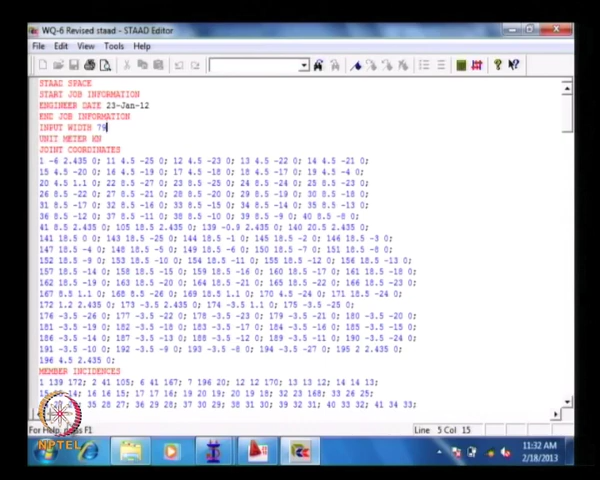 WQ-6 Revised staad - STAAD Editor
File Edit View Tools Help
STAAD SPACE
START JOB INFORMATION
ENGINEER DATE 23-Jan-12
END JOB INFORMATION
INPUT WIDTH 79
UNIT METER KN
JOINT COORDINATES
1 -6 2.435 0; 11 4.5 -25 0; 12 4.5 -23 0; 13 4.5 -22 0; 14 4.5 -21 0;
15 4.5 -20 0; 16 4.5 -19 0; 17 4.5 -18 0; 18 4.5 -17 0; 19 4.5 -4 0;
20 4.5 1.1 0; 22 8.5 -27 0; 23 8.5 -25 0; 24 8.5 -24 0; 25 8.5 -23 0;
26 8.5 -22 0; 27 8.5 -21 0; 28 8.5 -20 0; 29 8.5 -19 0; 30 8.5 -18 0;
31 8.5 -17 0; 32 8.5 -16 0; 33 8.5 -15 0; 34 8.5 -14 0; 35 8.5 -13 0;
36 8.5 -12 0; 37 8.5 -11 0; 38 8.5 -10 0; 39 8.5 -9 0; 40 8.5 -8 0;
41 8.5 2.435 0; 105 18.5 2.435 0; 139 -0.9 2.435 0; 140 20.5 2.435 0;
141 18.5 0 0; 143 18.5 -25 0; 144 18.5 -1 0; 145 18.5 -2 0; 146 18.5 -3 0;
147 18.5 -4 0; 148 18.5 -5 0; 149 18.5 -6 0; 150 18.5 -7 0; 151 18.5 -8 0;
152 18.5 -9 0; 153 18.5 -10 0; 154 18.5 -11 0; 155 18.5 -12 0; 156 18.5 -13 0;
157 18.5 -14 0; 158 18.5 -15 0; 159 18.5 -16 0; 160 18.5 -17 0; 161 18.5 -18 0;
162 18.5 -19 0; 163 18.5 -20 0; 164 18.5 -21 0; 165 18.5 -22 0; 166 18.5 -23 0;
167 8.5 1.1 0; 168 8.5 -26 0; 169 18.5 1.1 0; 170 4.5 -24 0; 171 18.5 -24 0;
172 1.2 2.435 0; 173 -3.5 2.435 0; 174 -3.5 1.1 0; 175 -3.5 -25 0;
176 -3.5 -26 0; 177 -3.5 -22 0; 178 -3.5 -23 0; 179 -3.5 -21 0; 180 -3.5 -20 0;
181 -3.5 -19 0; 182 -3.5 -18 0; 183 -3.5 -17 0; 184 -3.5 -16 0; 185 -3.5 -15 0;
186 -3.5 -14 0; 187 -3.5 -13 0; 188 -3.5 -12 0; 189 -3.5 -11 0; 190 -3.5 -24 0;
191 -3.5 -10 0; 192 -3.5 -9 0; 193 -3.5 -8 0; 194 -3.5 -27 0; 195 2 2.435 0;
196 4.5 2.435 0;
MEMBER INCIDENCES
1 139 172; 2 41 105; 6 41 167; 7 196 20; 12 12 170; 13 13 12; 14 14 13;
14; 16 16 15; 17 17 16; 19 20 19; 20 19 18; 32 23 168; 33 26 25;
35 28 27; 36 29 28; 37 30 29; 38 31 30; 39 32 31; 40 33 32; 41 34 33;
For Help, press F1
Line : 5 Col: 15
NPTEL
11:32 AM
2/18/2013